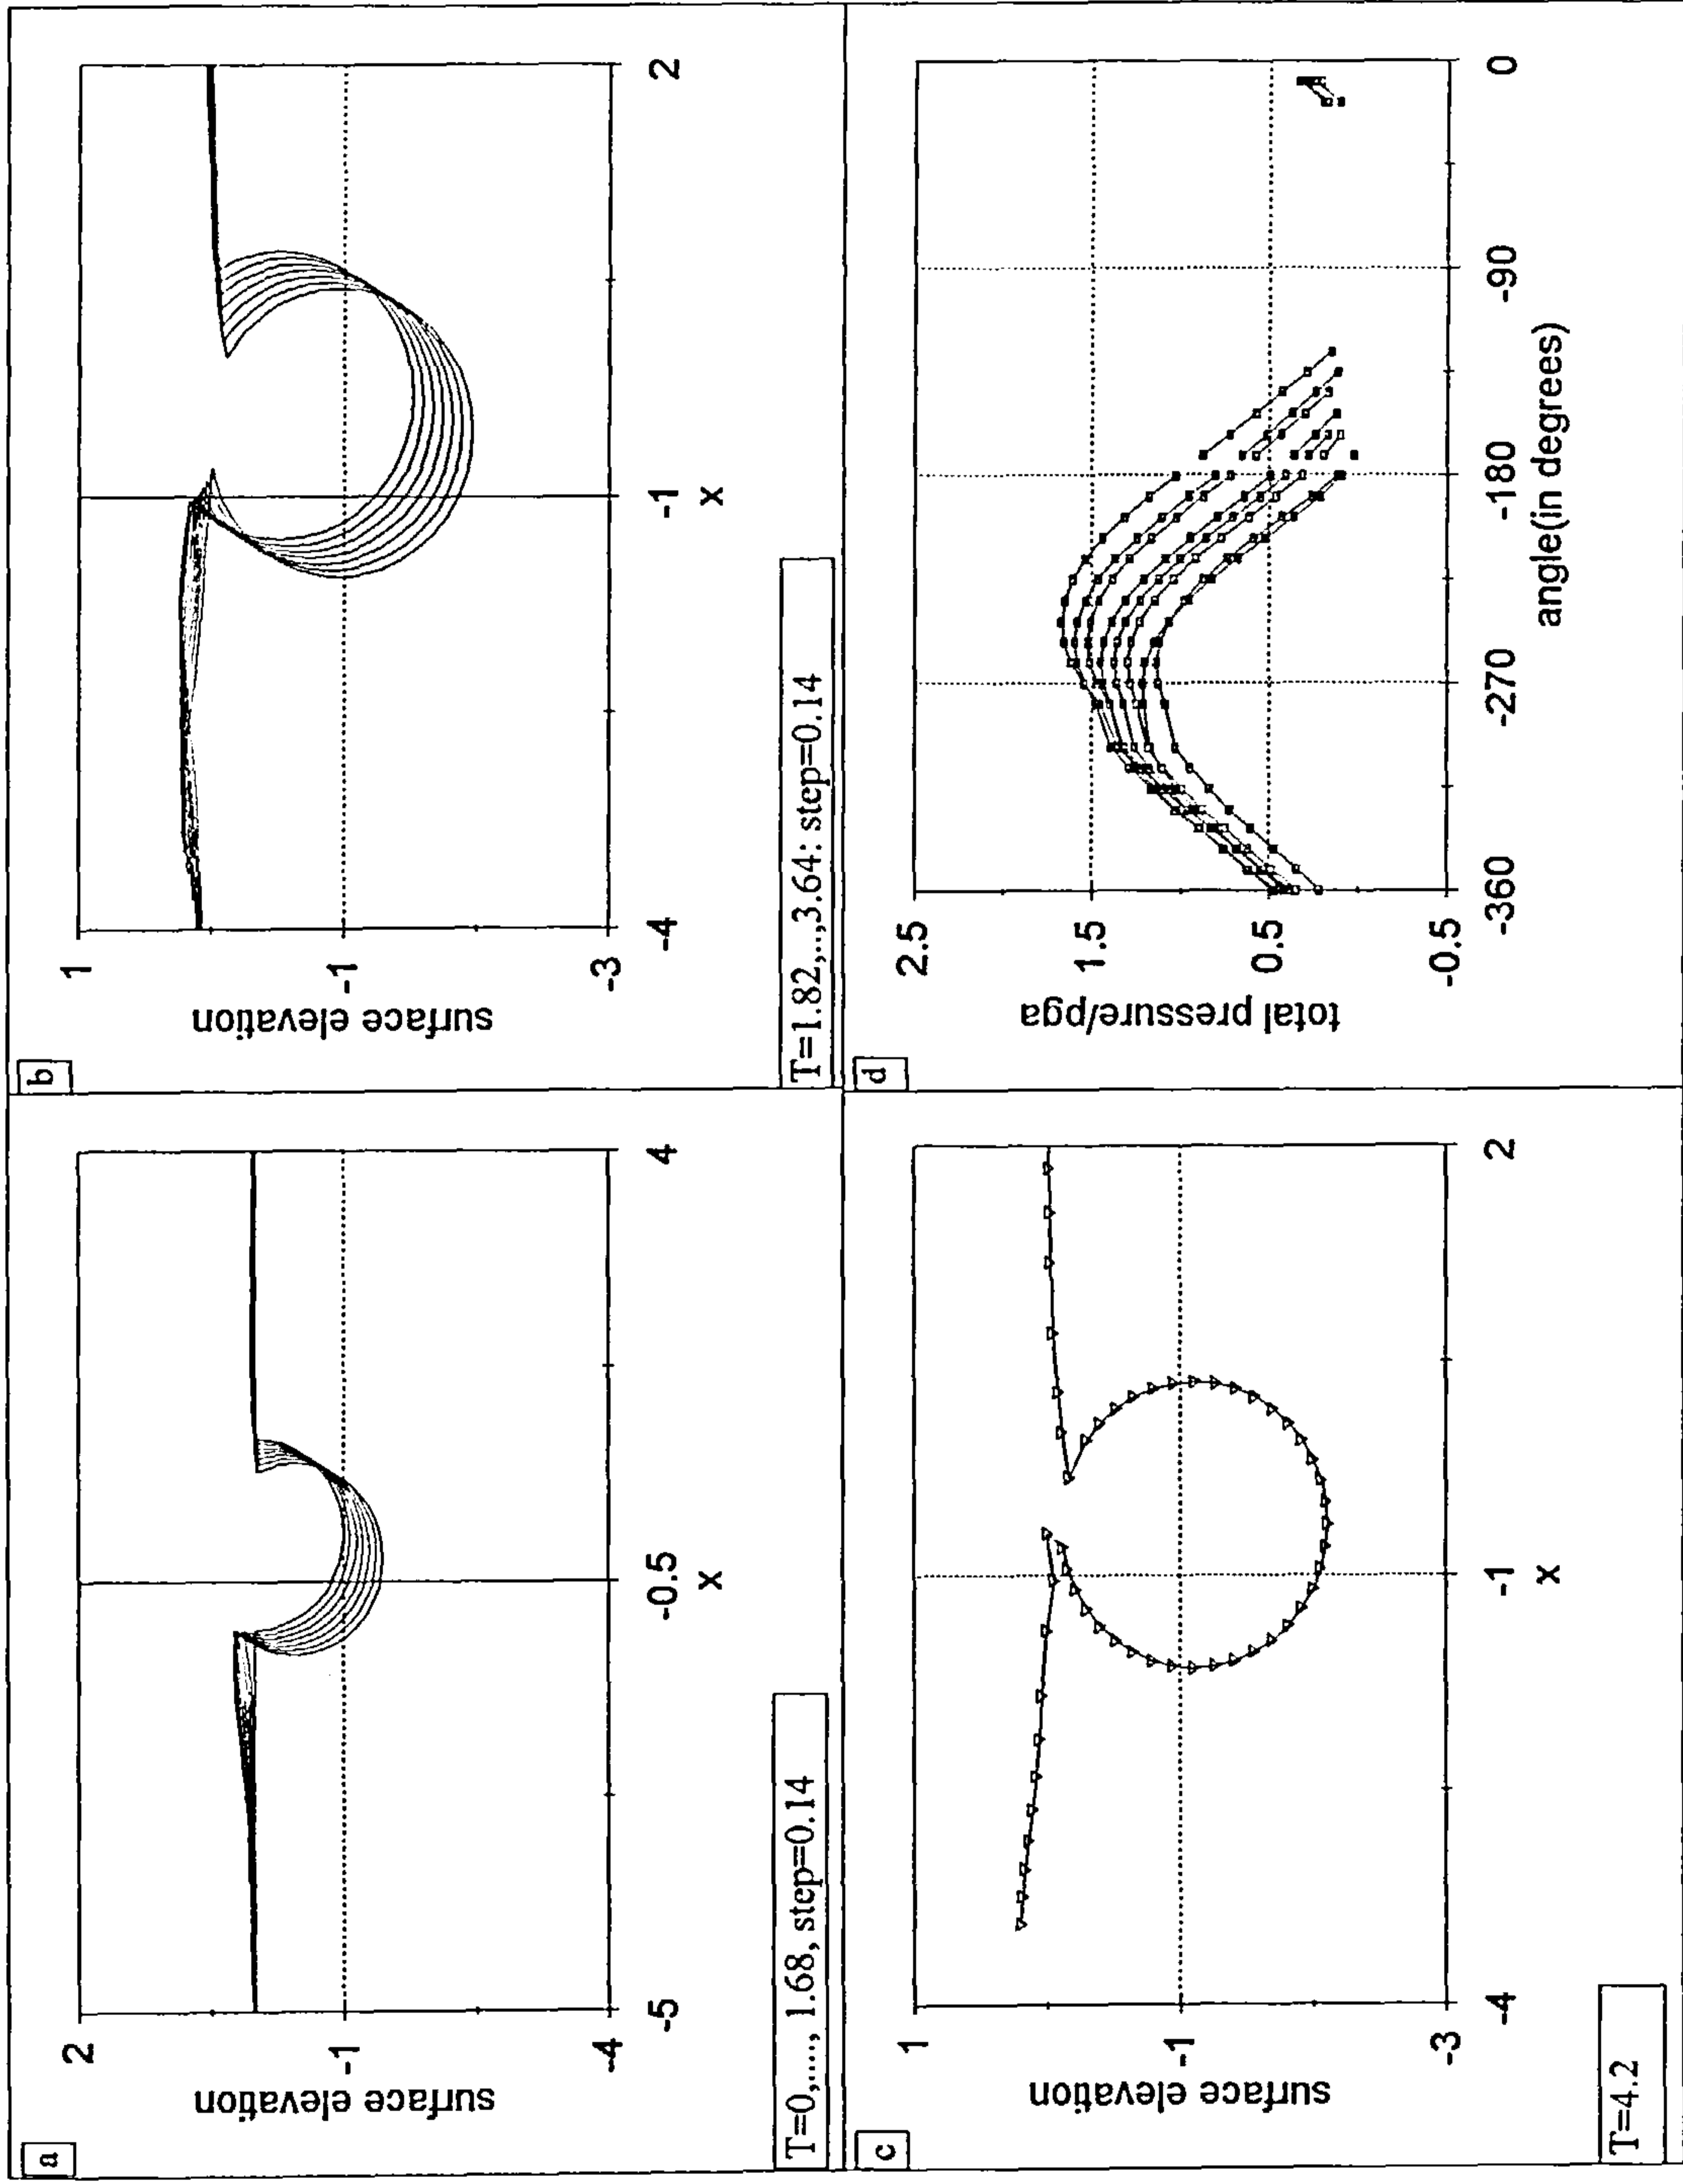 a
surface elevation
2
-1
-4
-5
-0.5
4
x
T=0,...., 1.68, step=0.14
b
surface elevation
1
-1
-3
-4
-1
2
x
T=1.82,..,3.64: step=0.14
c
surface elevation
1
-1
-3
-4
-1
2
x
T=4.2
d
total pressure/pga
2.5
1.5
0.5
-0.5
-360
-270
-180
-90
0
angle(in degrees)